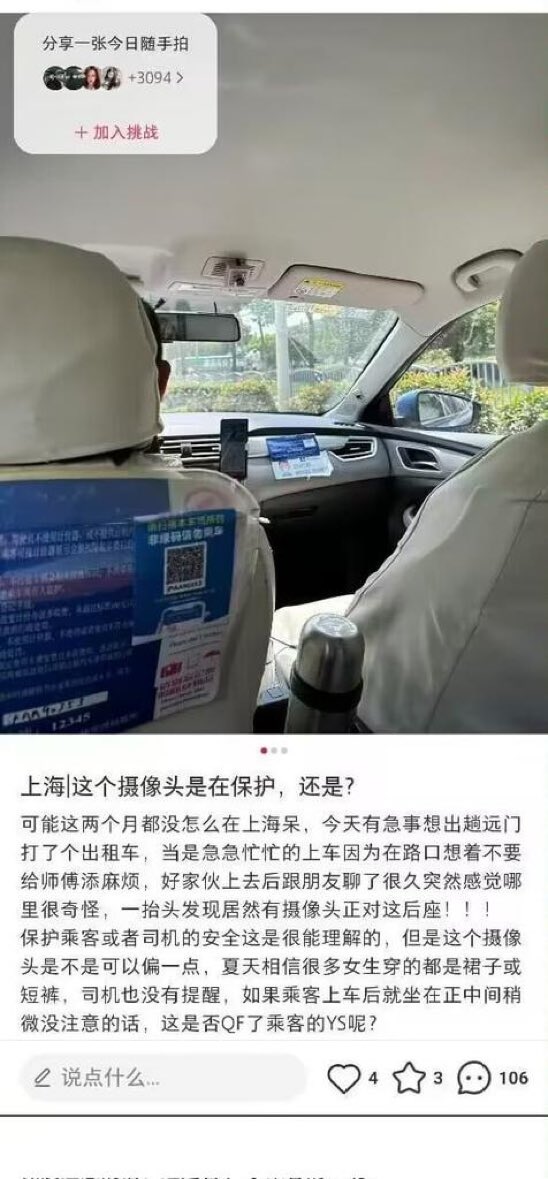 分享一张今日随手拍
+3094 >
+ 加入挑战
非绿码请勿乘车
12345
上海|这个摄像头是在保护，还是?
可能这两个月都没怎么在上海呆，今天有急事想出趟远门
打了个出租车，当是急急忙忙的上车因为在路口想着不要
给师傅添麻烦，好家伙上去后跟朋友聊了很久突然感觉哪
里很奇怪，一抬头发现居然有摄像头正对这后座！！！
保护乘客或者司机的安全这是很能理解的，但是这个摄像
头是不是可以偏一点，夏天相信很多女生穿的都是裙子或
短裤，司机也没有提醒，如果乘客上车后就坐在正中间稍
微没注意的话，这是否QF了乘客的YS呢?
说点什么...
4
3
106